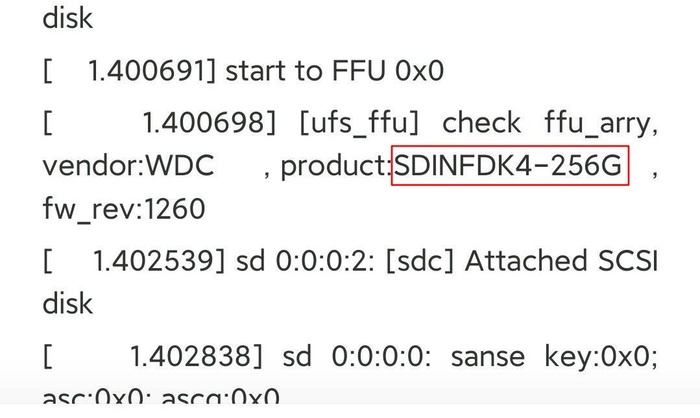 disk
[ 1.400691] start to FFU 0x0
[ 1.400698] [ufs_ffu] check ffu_arry,
vendor:WDC , product:SDINFDK4-256G ,
fw_rev:1260
[ 1.402539] sd 0:0:0:2: [sdc] Attached SCSI
disk
[ 1.402838] sd 0:0:0:0: sanse key:0x0;
asc:0x0; ascq:0x0